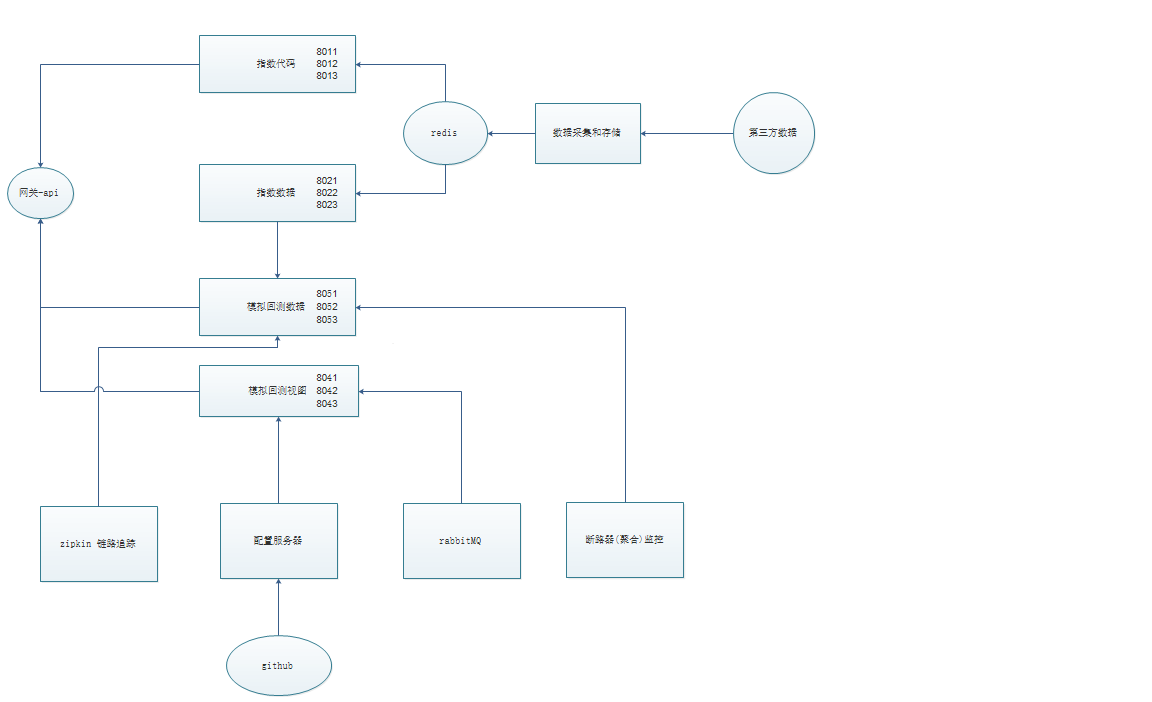 指数代码
8011
8012
8013
redis
数据采集和存储
第三方数据
网关-api
指数数据
8021
8022
8023
模拟回测数据
8051
8052
8053
模拟回测视图
8041
8042
8043
zipkin 链路追踪
配置服务器
rabbitMQ
断路器(聚合)监控
github